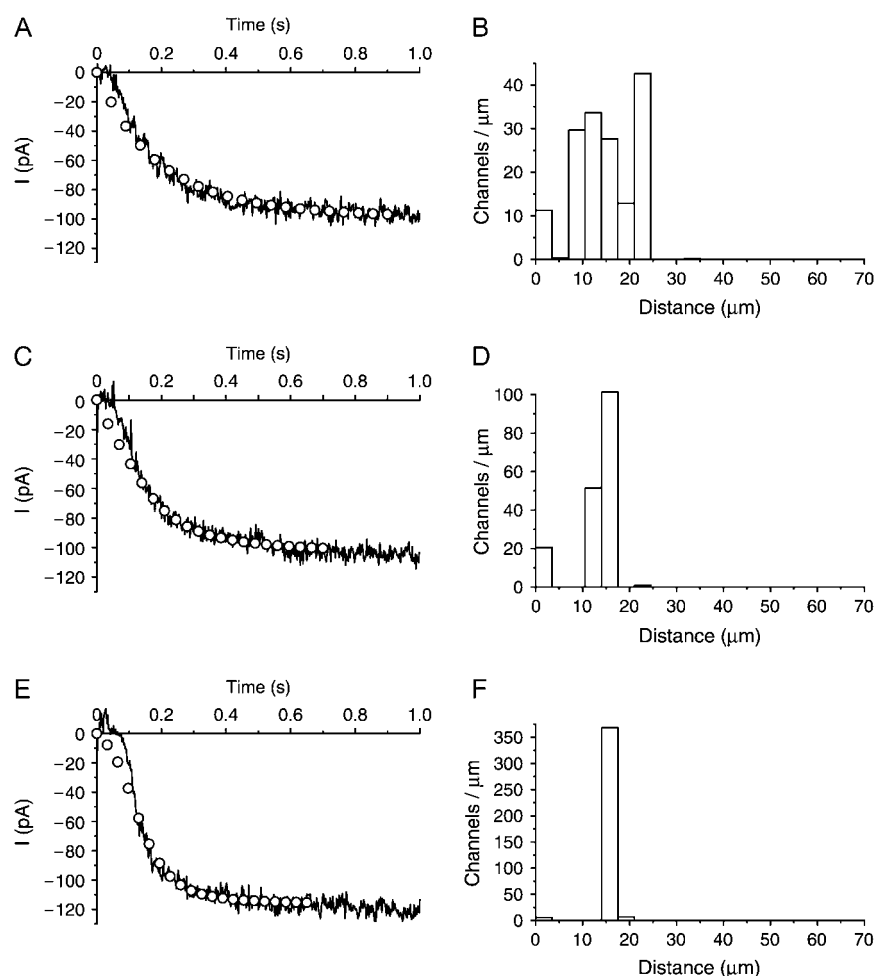 A
Time (s)
0 0.2 0.4 0.6 0.8 1.0
0
−20
−40
−60
−80
−100
−120
I (pA)
B
40
30
20
10
0
Channels / μm
0 10 20 30 40 50 60 70
Distance (μm)
C
Time (s)
0 0.2 0.4 0.6 0.8 1.0
0
−20
−40
−60
−80
−100
−120
I (pA)
D
100
80
60
40
20
0
Channels / μm
0 10 20 30 40 50 60 70
Distance (μm)
E
Time (s)
0 0.2 0.4 0.6 0.8 1.0
0
−20
−40
−60
−80
−100
−120
I (pA)
F
350
300
250
200
150
100
50
0
Channels / μm
0 10 20 30 40 50 60 70
Distance (μm)